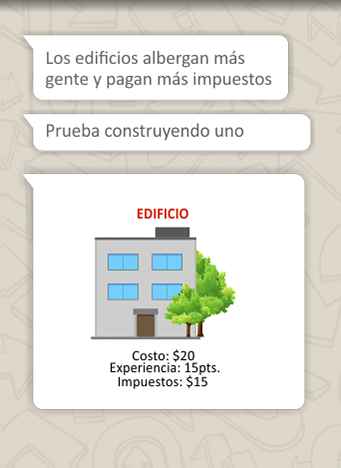 Los edificios albergan más
gente y pagan más impuestos
Prueba construyendo uno
EDIFICIO
Costo: $20
Experiencia: 15pts.
Impuestos: $15